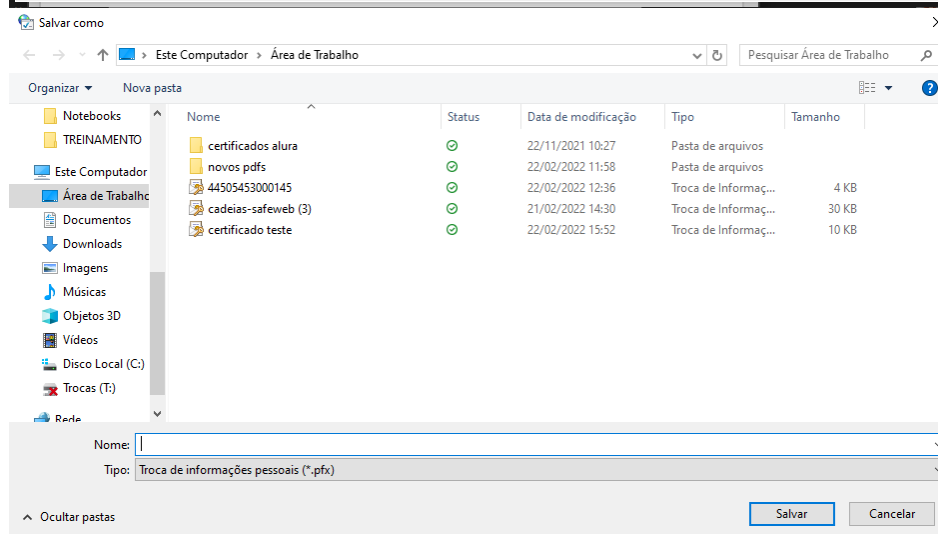 Salvar como
Este Computador > Área de Trabalho
Pesquisar Área de Trabalho
Organizar
Nova pasta
?
Notebooks
TREINAMENTO
Este Computador
Área de Trabalho
Documentos
Downloads
Imagens
Músicas
Objetos 3D
Vídeos
Disco Local (C:)
Trocas (T:)
Rede
Nome Status Data de modificação Tipo Tamanho
certificados alura 22/11/2021 10:27 Pasta de arquivos
novos pdfs 22/02/2022 11:58 Pasta de arquivos
44505453000145 22/02/2022 12:36 Troca de Informaç... 4 KB
cadeias-safeweb (3) 21/02/2022 14:30 Troca de Informaç... 30 KB
certificado teste 22/02/2022 15:52 Troca de Informaç... 10 KB
Nome:
Tipo: Troca de informações pessoais (*.pfx)
Ocultar pastas
Salvar
Cancelar